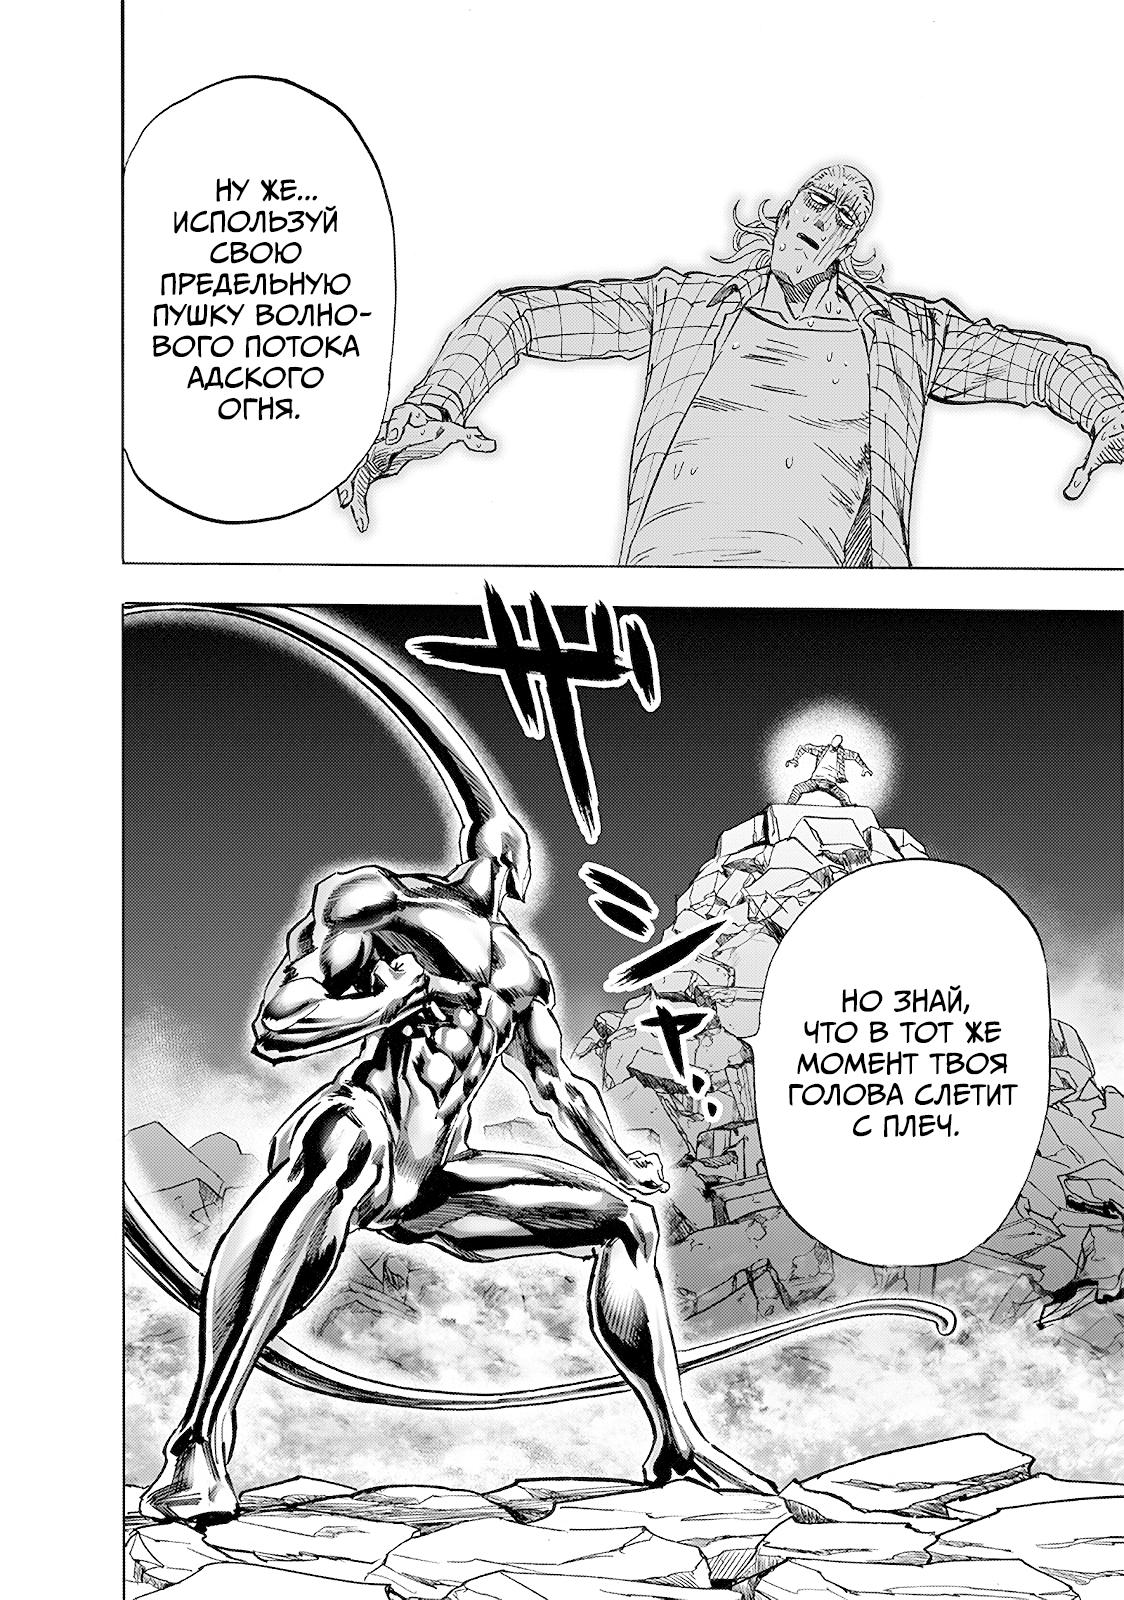 НУ ЖЕ...
ИСПОЛЬЗУЙ
СВОЮ
ПРЕДЕЛЬНУЮ
ПУШКУ ВОЛНО-
ВОГО ПОТОКА
АДСКОГО
ОГНЯ.
НО ЗНАЙ,
ЧТО В ТОТ ЖЕ
МОМЕНТ ТВОЯ
ГОЛОВА СЛЕТИТ
С ПЛЕЧ.